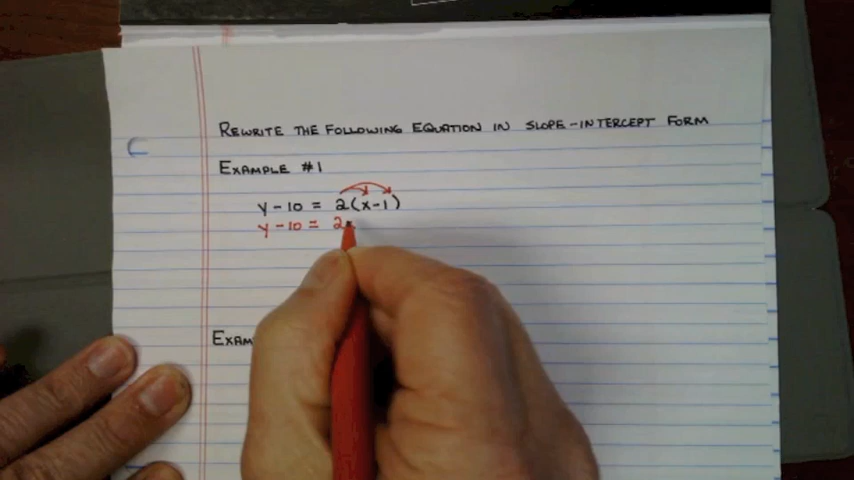 REWRITE THE FOLLOWING EQUATION IN SLOPE-INTERCEPT FORM
EXAMPLE #1
y - 10 = 2(x-1)
y - 10 = 2